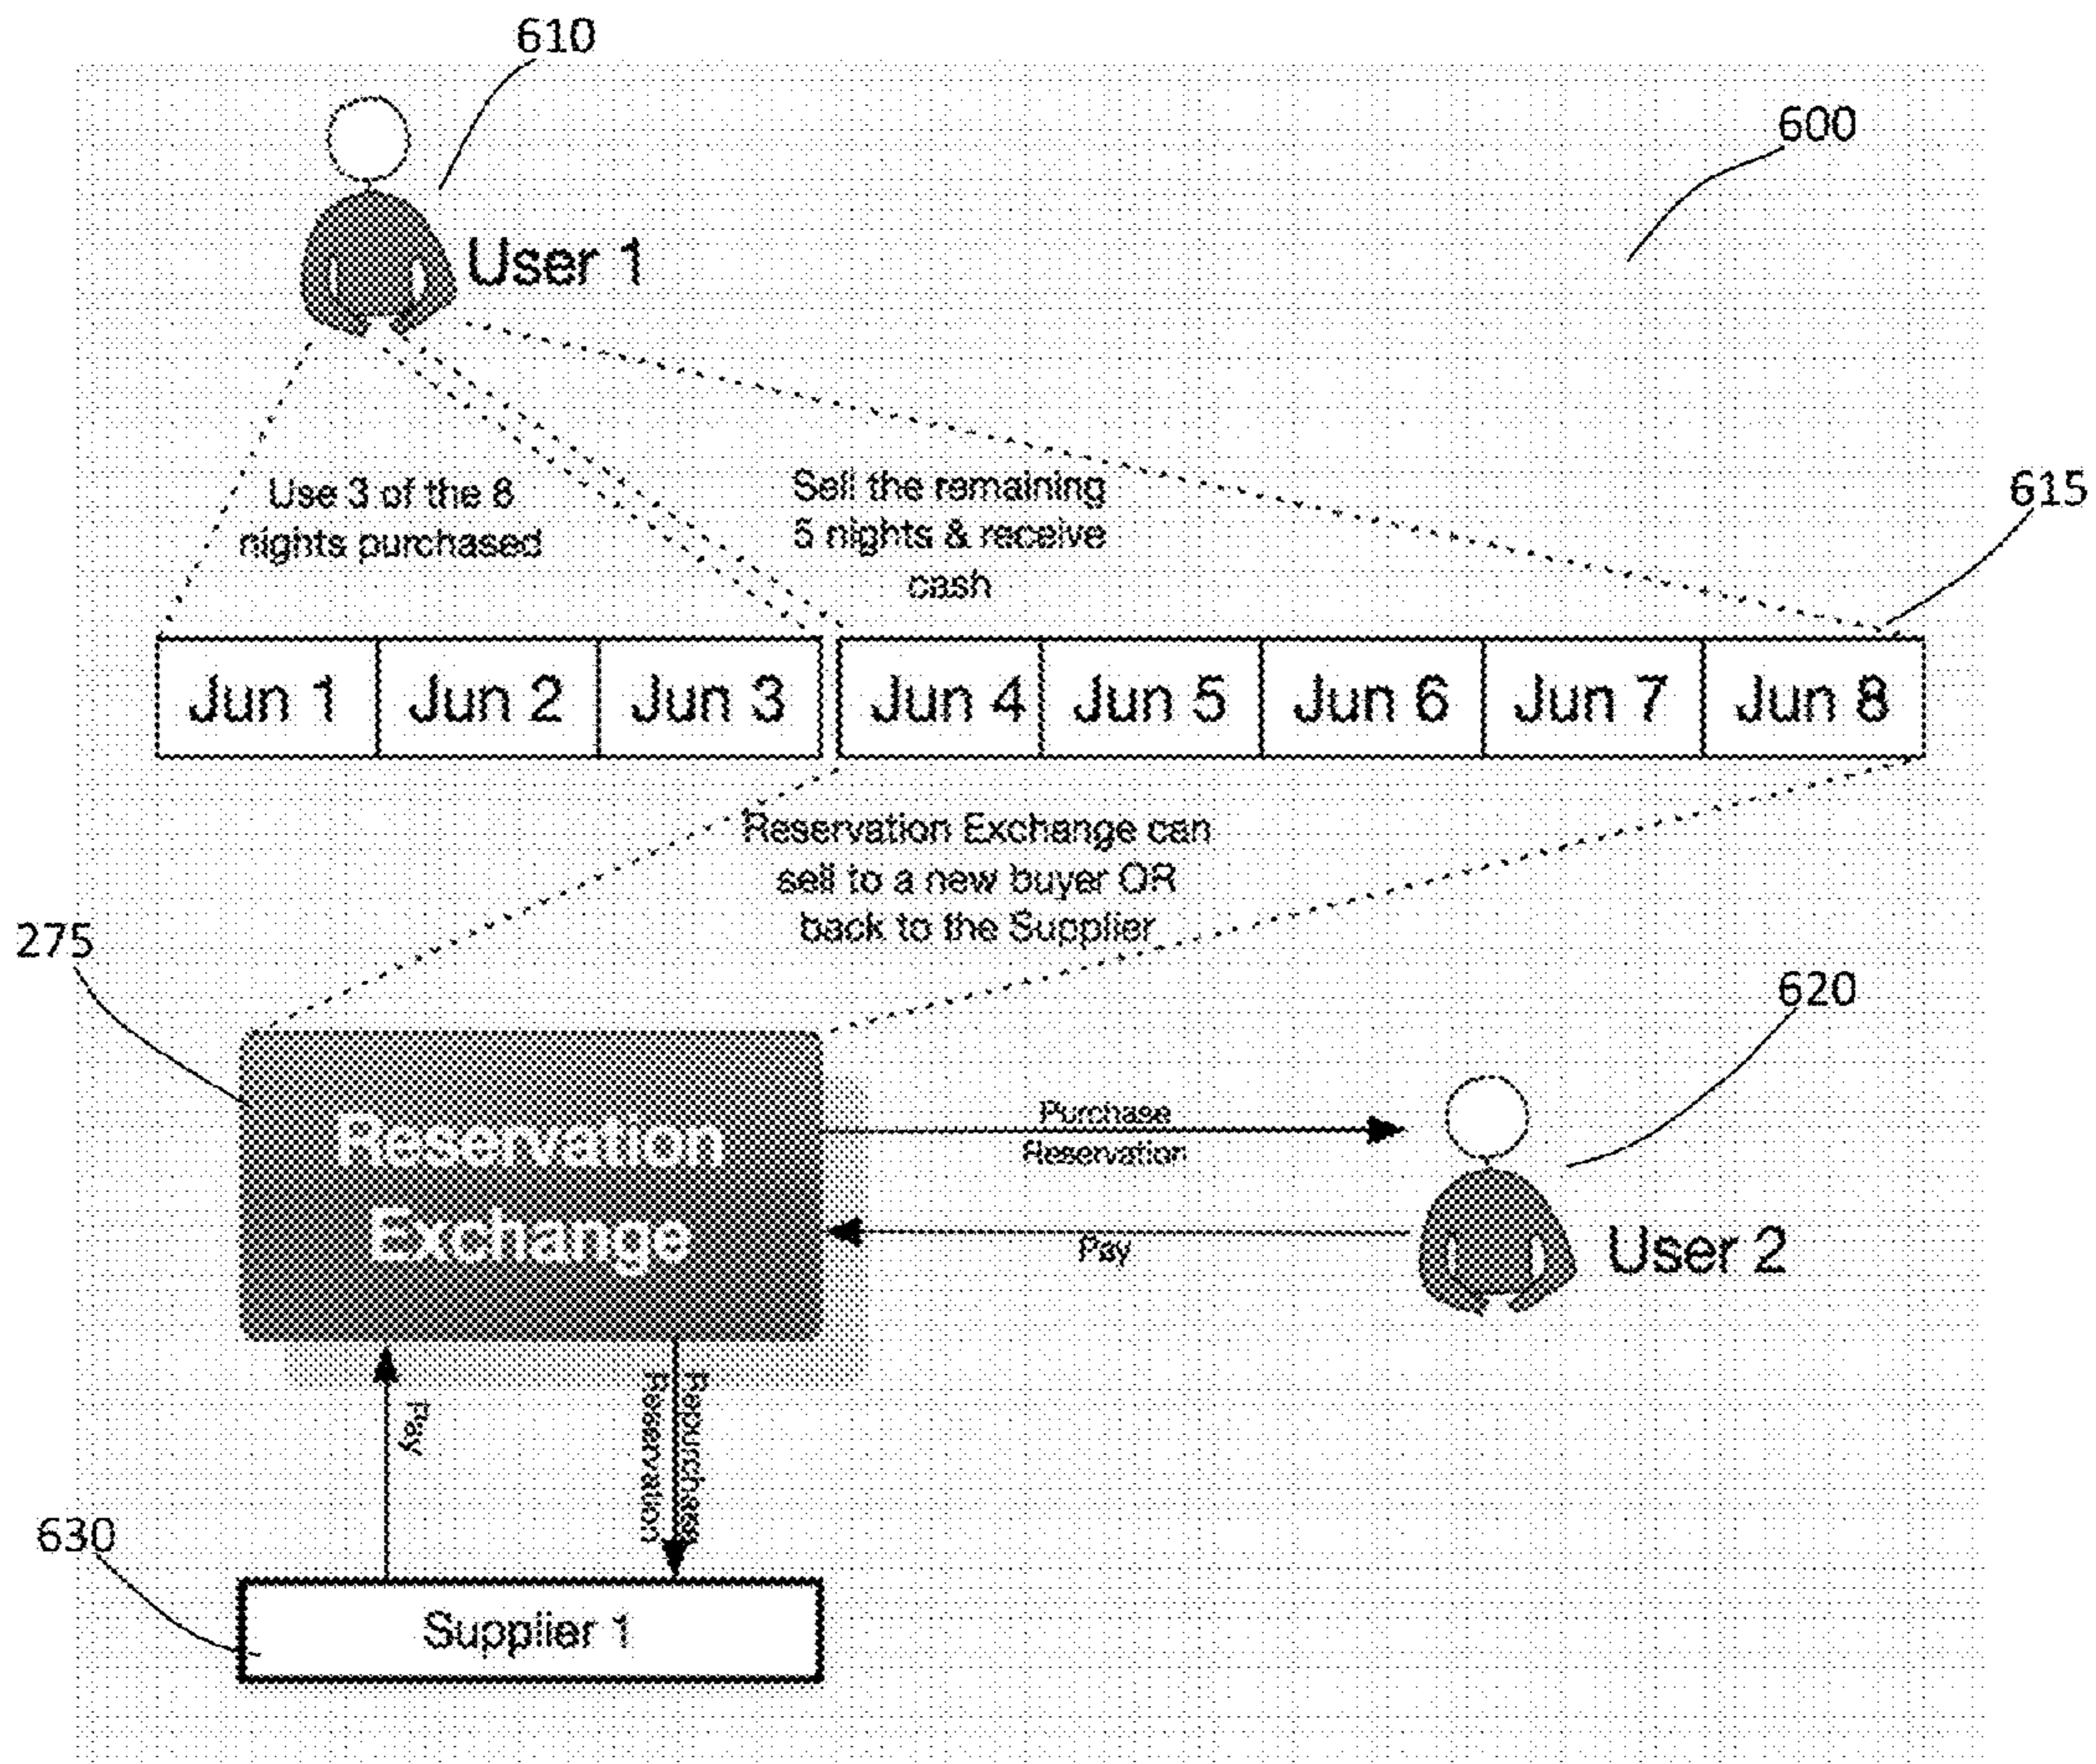 610
600
User 1
Use 3 of the 8
nights purchased
Sell the remaining
5 nights & receive
cash
615
Jun 1 Jun 2 Jun 3 Jun 4 Jun 5 Jun 6 Jun 7 Jun 8
Reservation Exchange can
sell to a new buyer OR
back to the Supplier
275
620
Reservation
Exchange
Purchase
Reservation
Pay
User 2
Pay
Repurchase
Reservation
630
Supplier 1